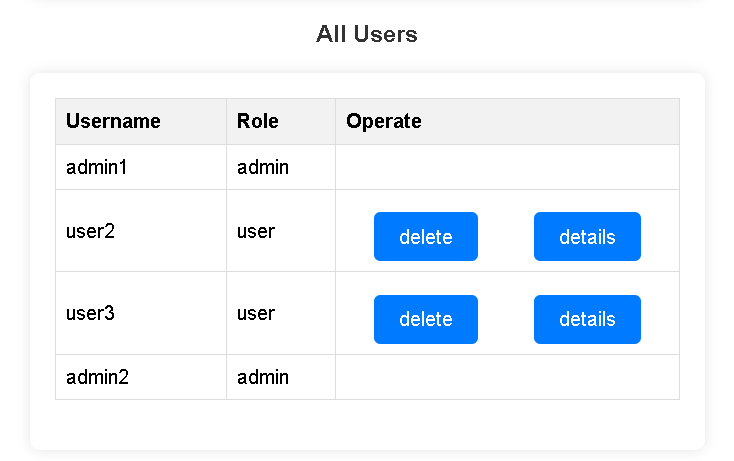 All Users
Username Role Operate
admin1 admin
user2 user delete details
user3 user delete details
admin2 admin